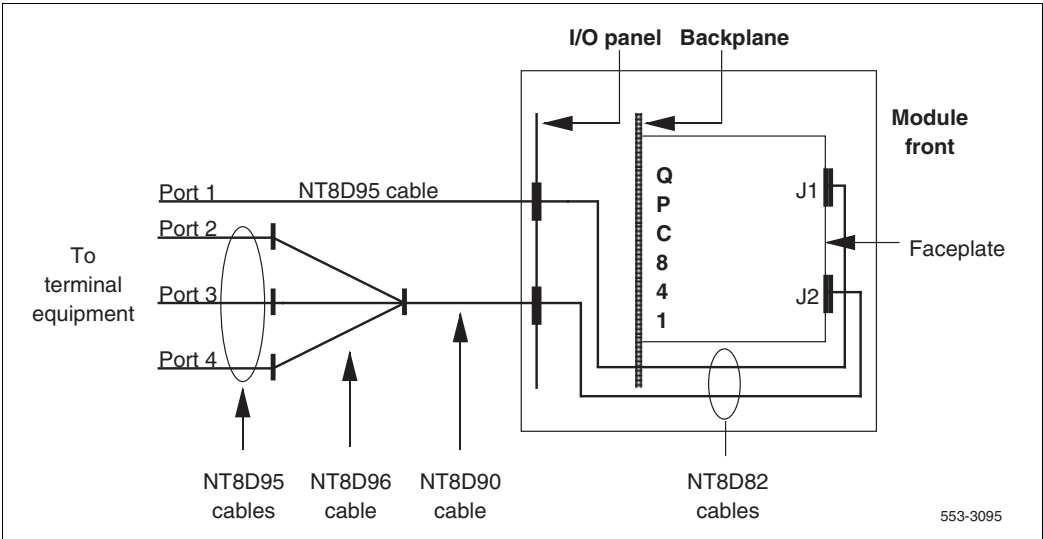 I/O panel Backplane
Module
front
Q
P
C
8
4
1
J1
J2
Faceplate
Port 1 NT8D95 cable
Port 2
Port 3
Port 4
To
terminal
equipment
NT8D95
cables
NT8D96
cable
NT8D90
cable
NT8D82
cables
553-3095